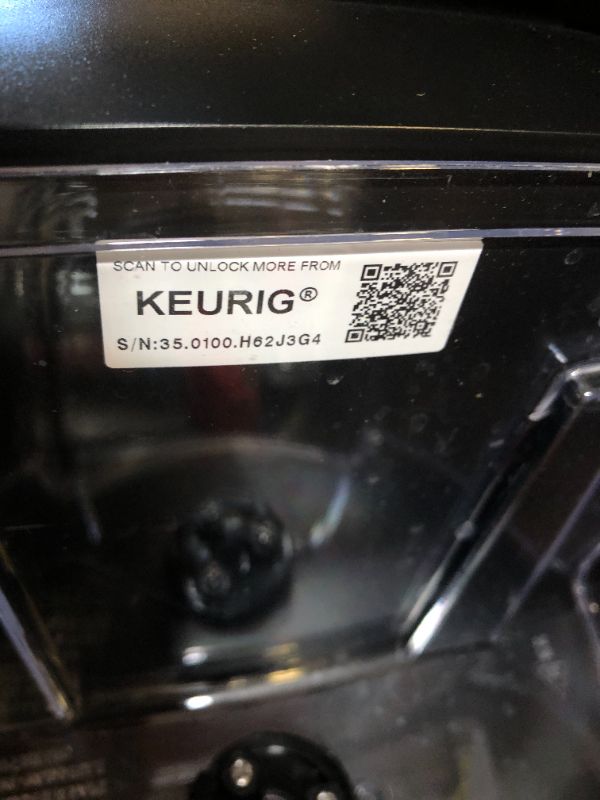 SCAN TO UNLOCK MORE FROM
KEURIG®
S/N:35.0100.H62J3G4